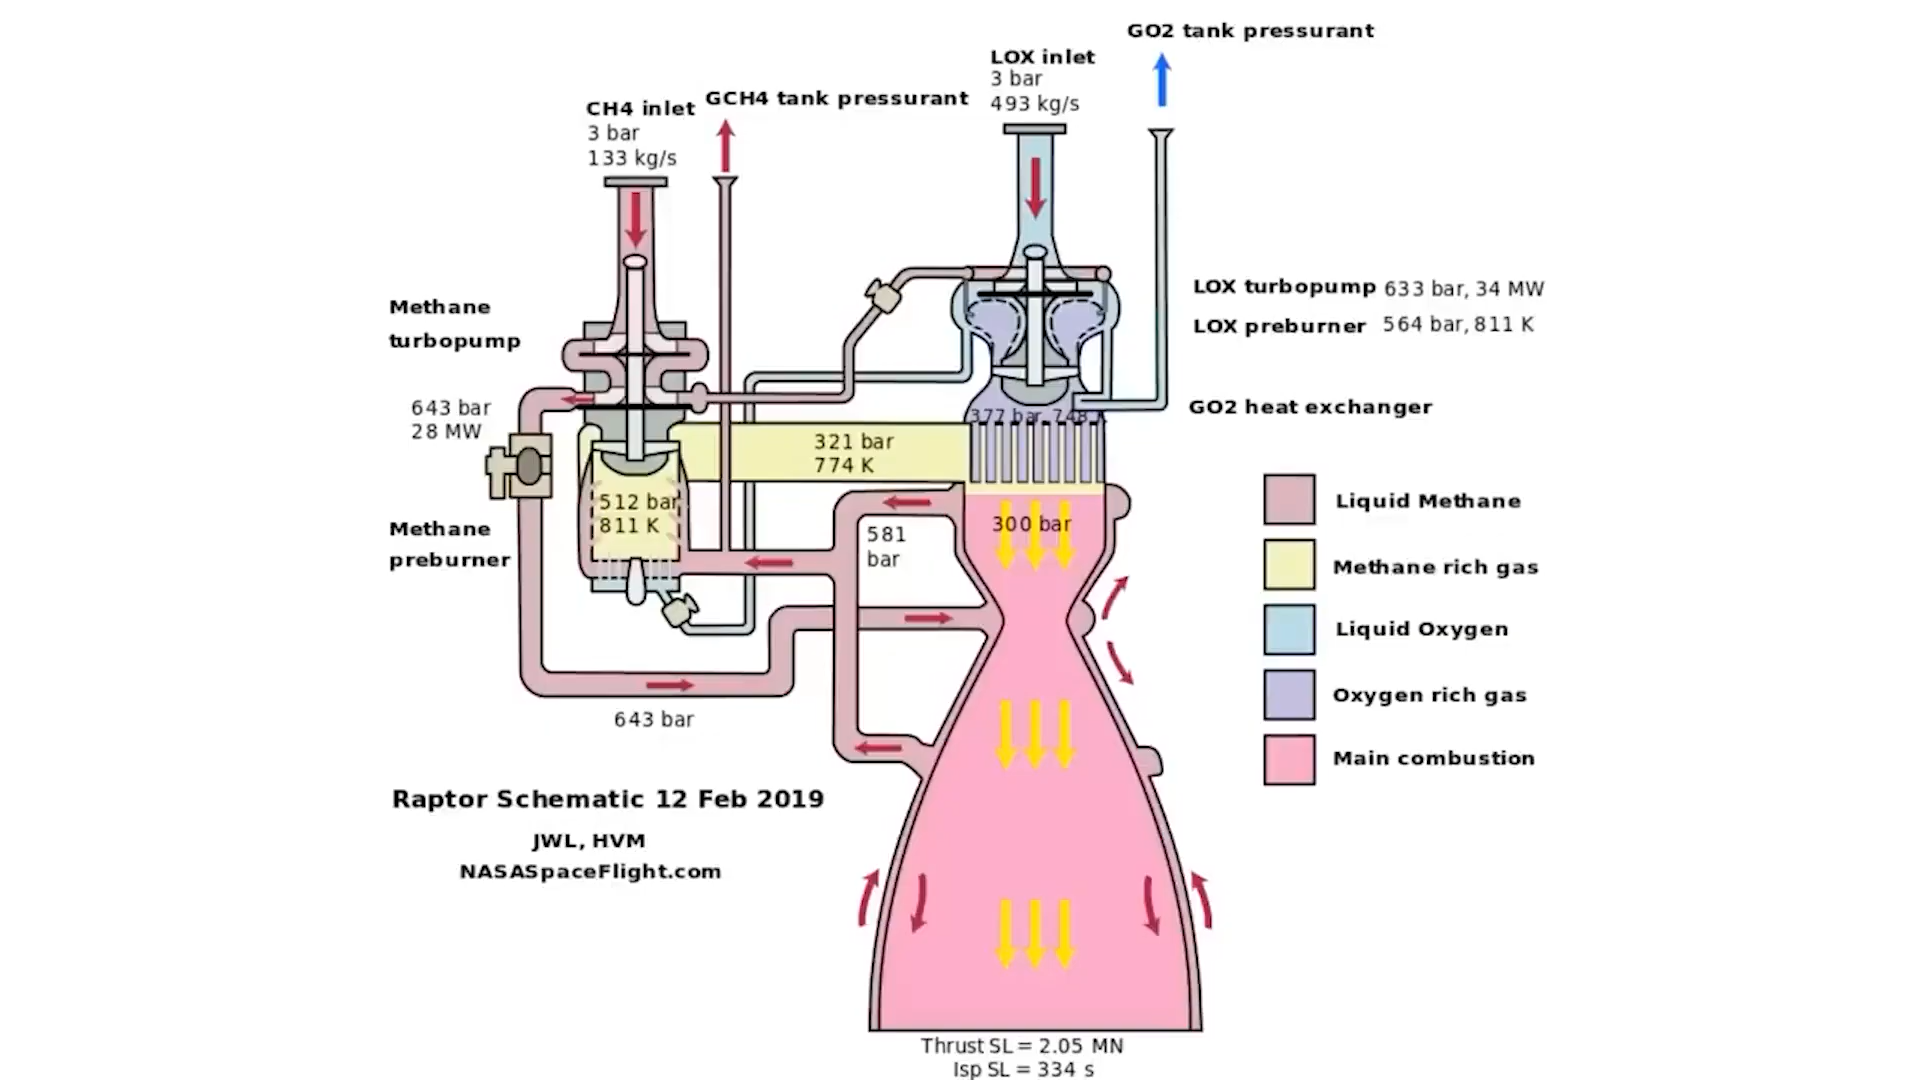 GO2 tank pressurant
LOX inlet
3 bar
493 kg/s
GCH4 tank pressurant
CH4 inlet
3 bar
133 kg/s
Methane
turbopump
LOX turbopump 633 bar, 34 MW
LOX preburner 564 bar, 811 K
643 bar
28 MW
GO2 heat exchanger
377 bar, 748 K
321 bar
774 K
512 bar
811 K
Methane
preburner
581
bar
300 bar
643 bar
Liquid Methane
Methane rich gas
Liquid Oxygen
Oxygen rich gas
Main combustion
Raptor Schematic 12 Feb 2019
JWL, HVM
NASASpaceFlight.com
Thrust SL = 2.05 MN
Isp SL = 334 s